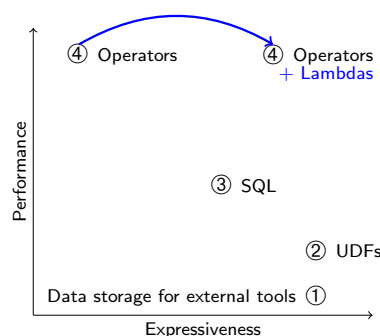 ④ Operators
④ Operators
+ Lambdas
Performance
③ SQL
② UDFs
Data storage for external tools ①
Expressiveness